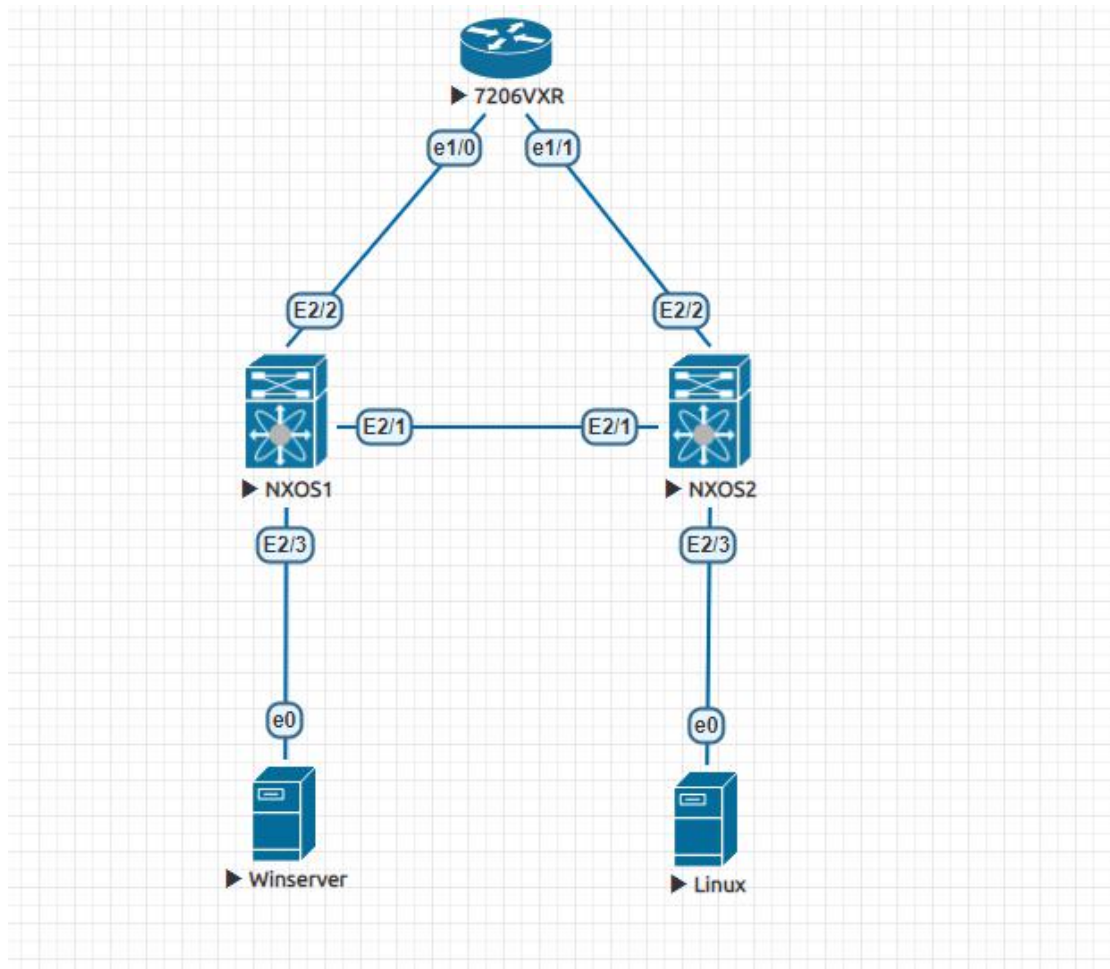 7206VXR
e1/0
e1/1
E2/2
E2/2
E2/1
E2/1
NXOS1
NXOS2
E2/3
E2/3
e0
e0
Winserver
Linux